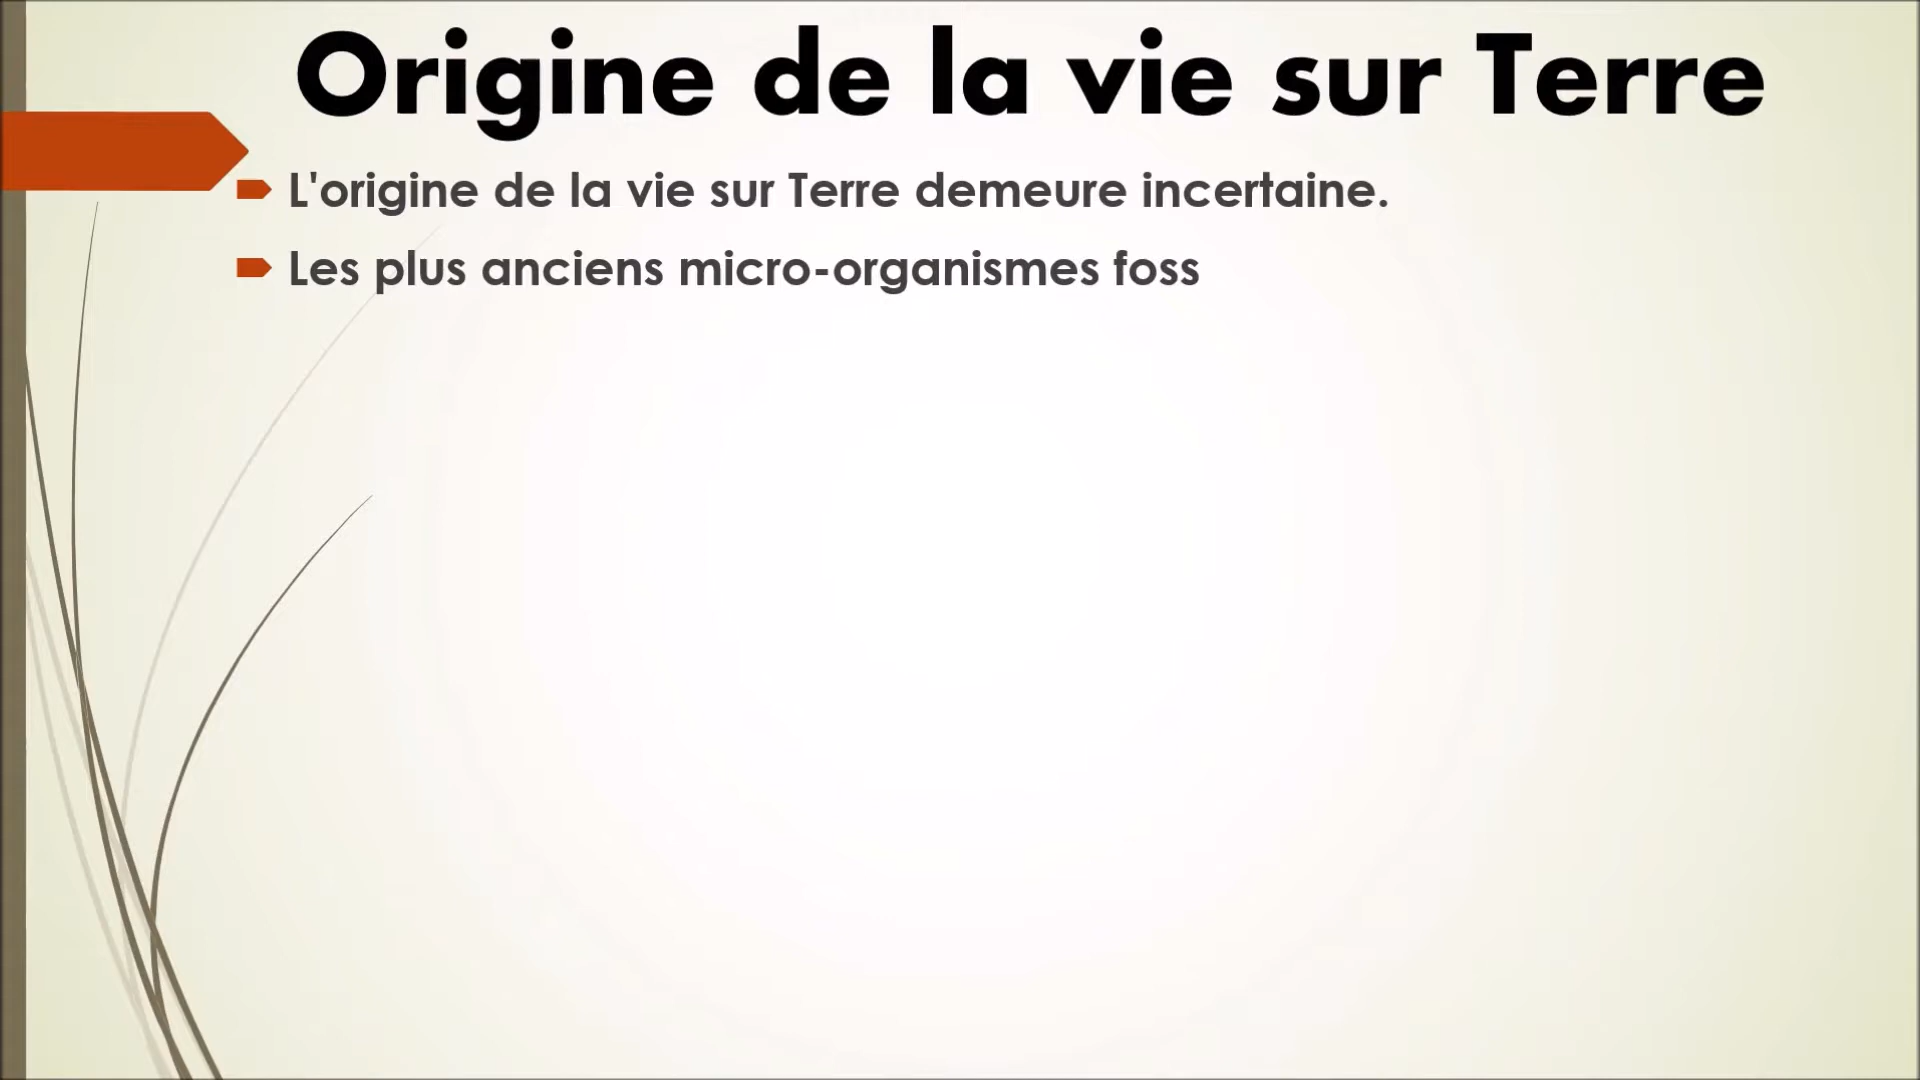 Origine de la vie sur Terre
L'origine de la vie sur Terre demeure incertaine.
Les plus anciens micro-organismes foss